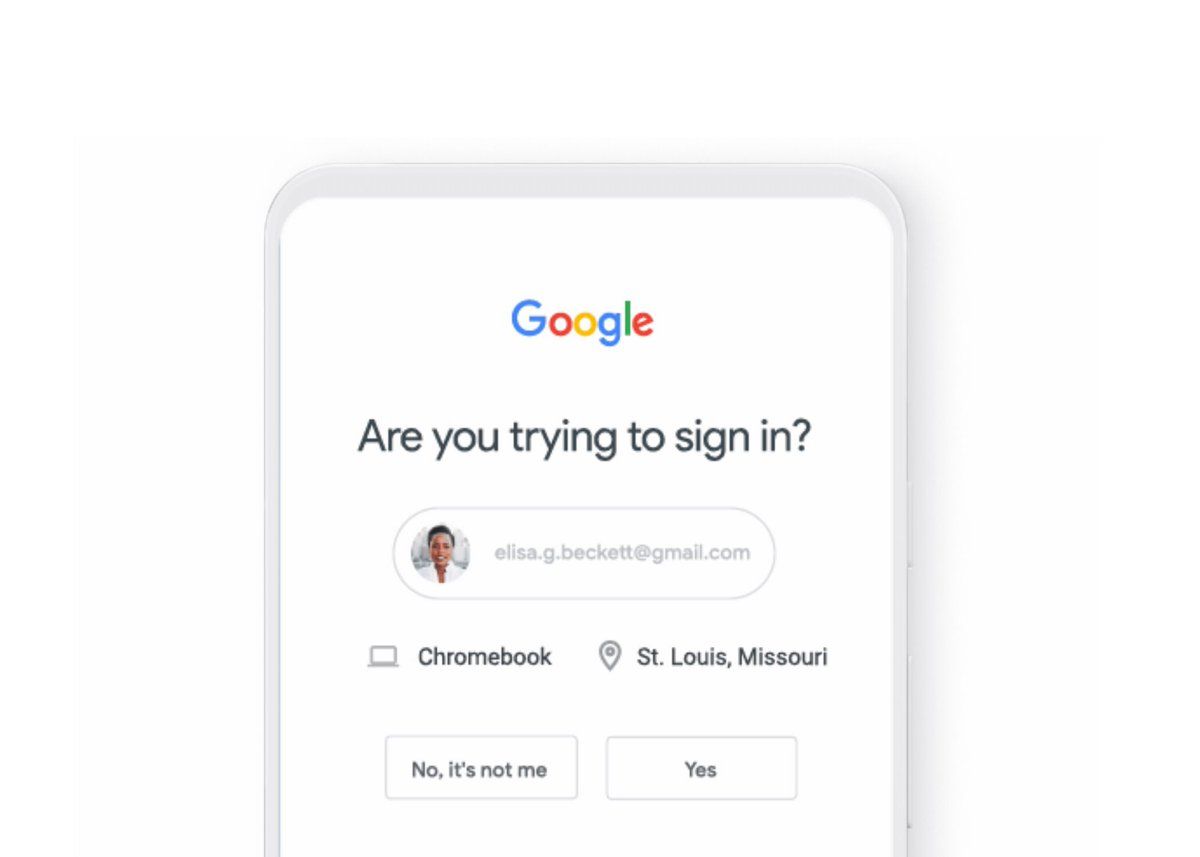 Google
Are you trying to sign in?
elisa.g.beckett@gmail.com
Chromebook St. Louis, Missouri
No, it's not me Yes